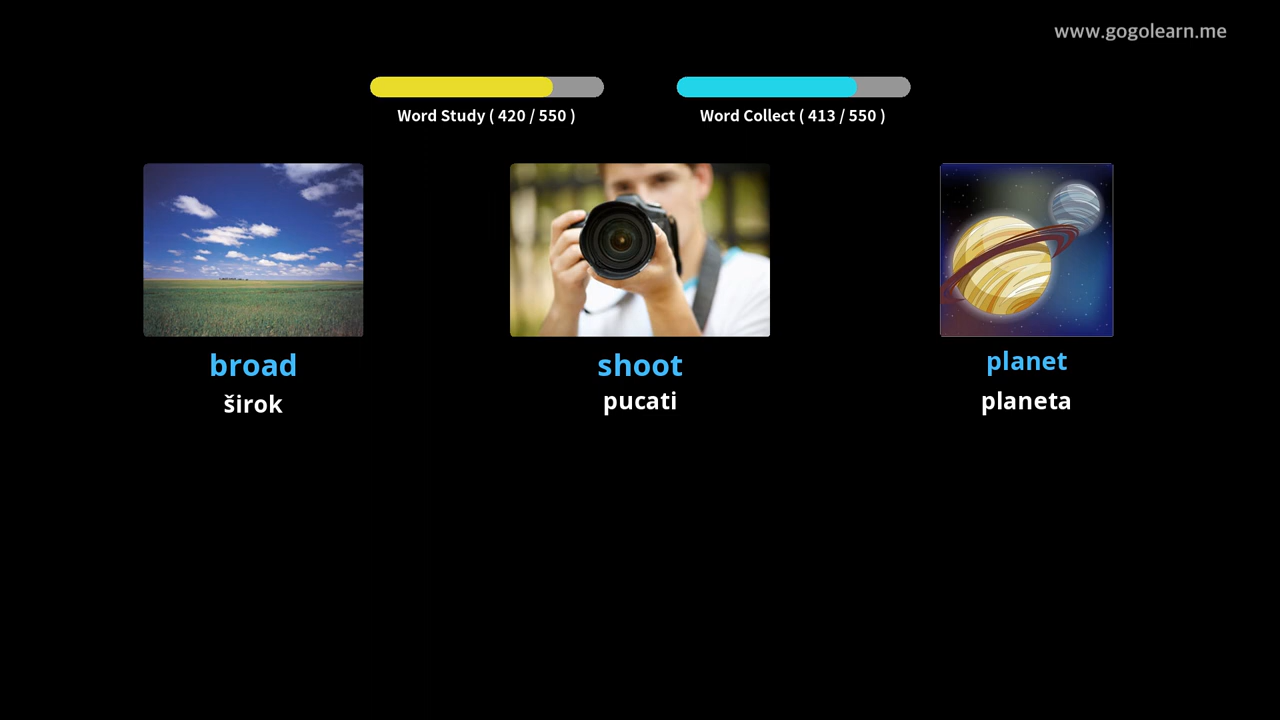 www.gogolearn.me
Word Study ( 420 / 550 )
Word Collect ( 413 / 550 )
broad
širok
shoot
pucati
planet
planeta